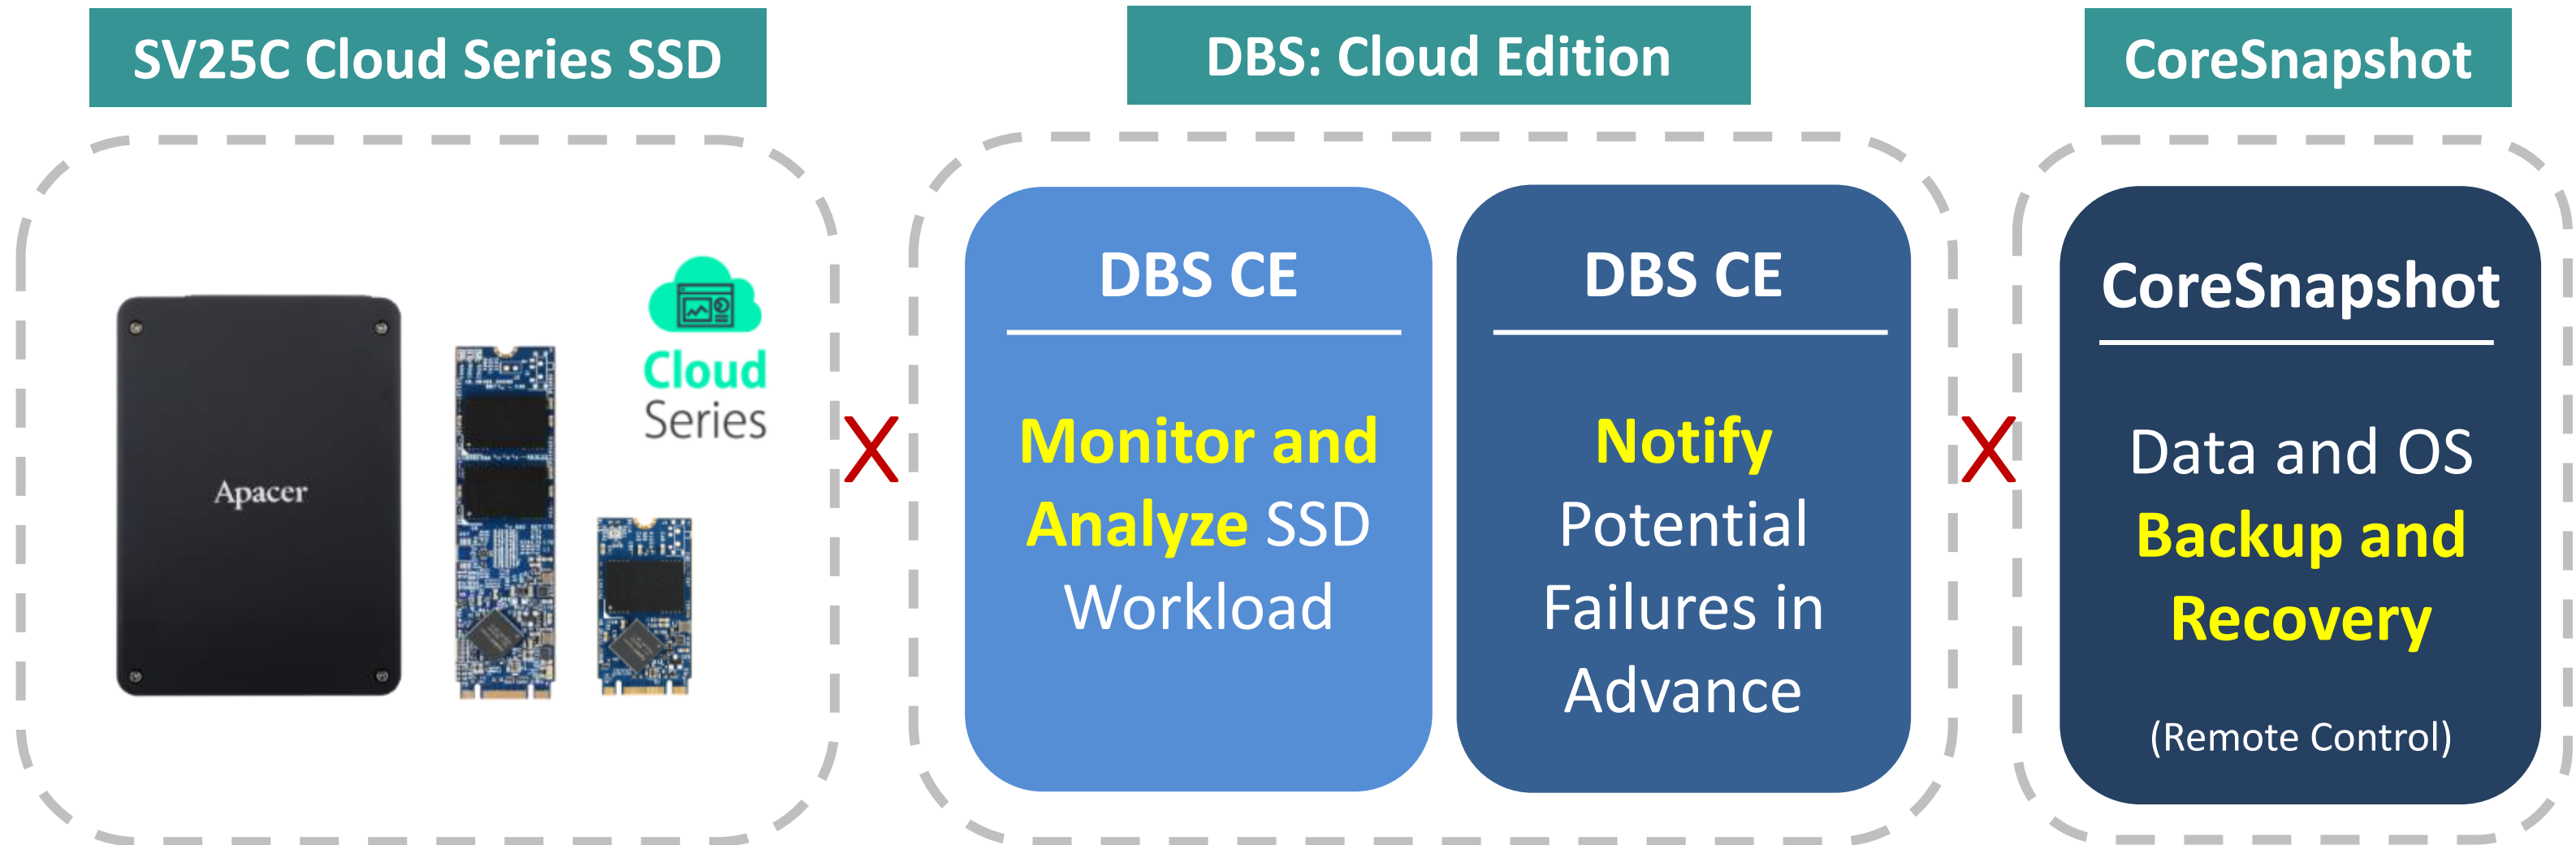 SV25C Cloud Series SSD
DBS: Cloud Edition
CoreSnapshot
Apacer
Cloud
Series
X
DBS CE
Monitor and
Analyze SSD
Workload
DBS CE
Notify
Potential
Failures in
Advance
X
CoreSnapshot
Data and OS
Backup and
Recovery
(Remote Control)